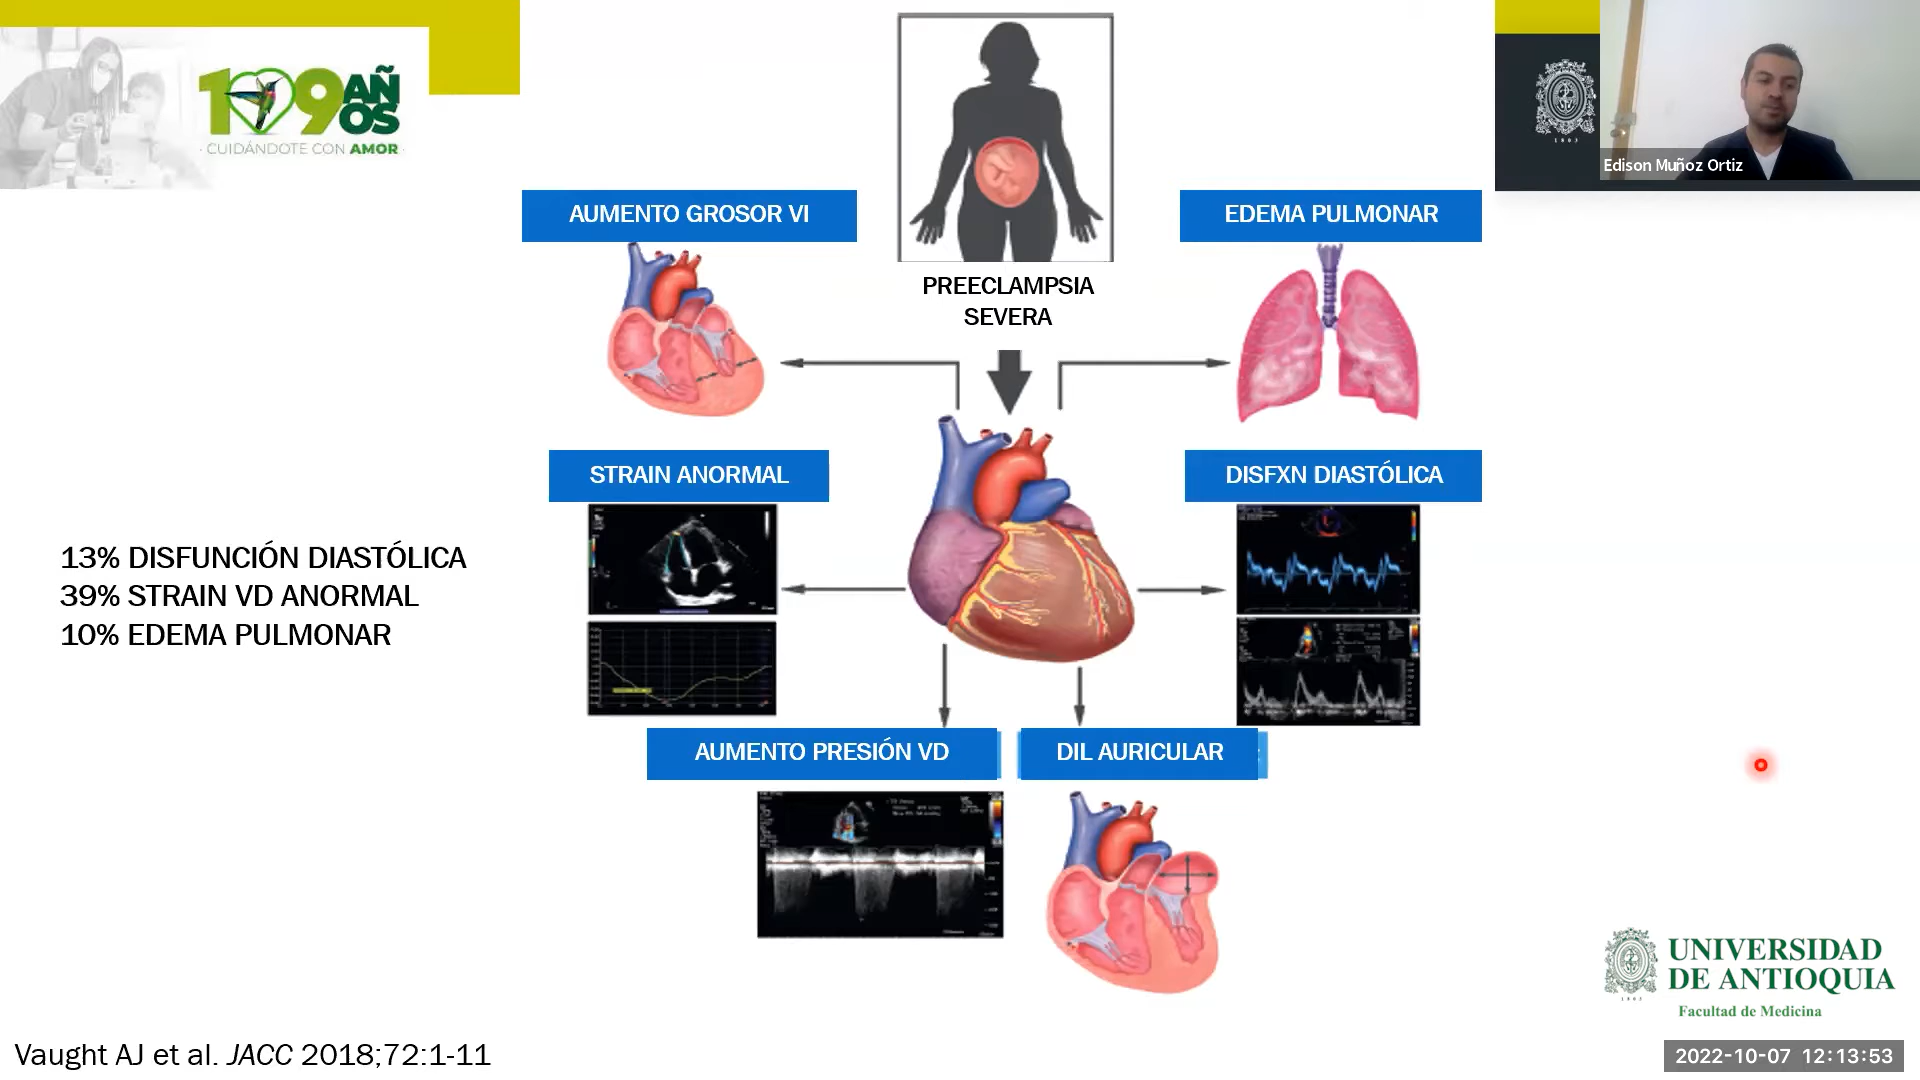 109 AÑOS
· CUIDÁNDOTE CON AMOR ·
1803
Edison Muñoz Ortiz
AUMENTO GROSOR VI
EDEMA PULMONAR
PREECLAMPSIA
SEVERA
STRAIN ANORMAL
DISFXN DIASTÓLICA
13% DISFUNCIÓN DIASTÓLICA
39% STRAIN VD ANORMAL
10% EDEMA PULMONAR
AUMENTO PRESIÓN VD
DIL AURICULAR
UNIVERSIDAD
DE ANTIOQUIA
1803
Facultad de Medicina
Vaught AJ et al. JACC 2018;72:1-11
2022-10-07 12:13:53